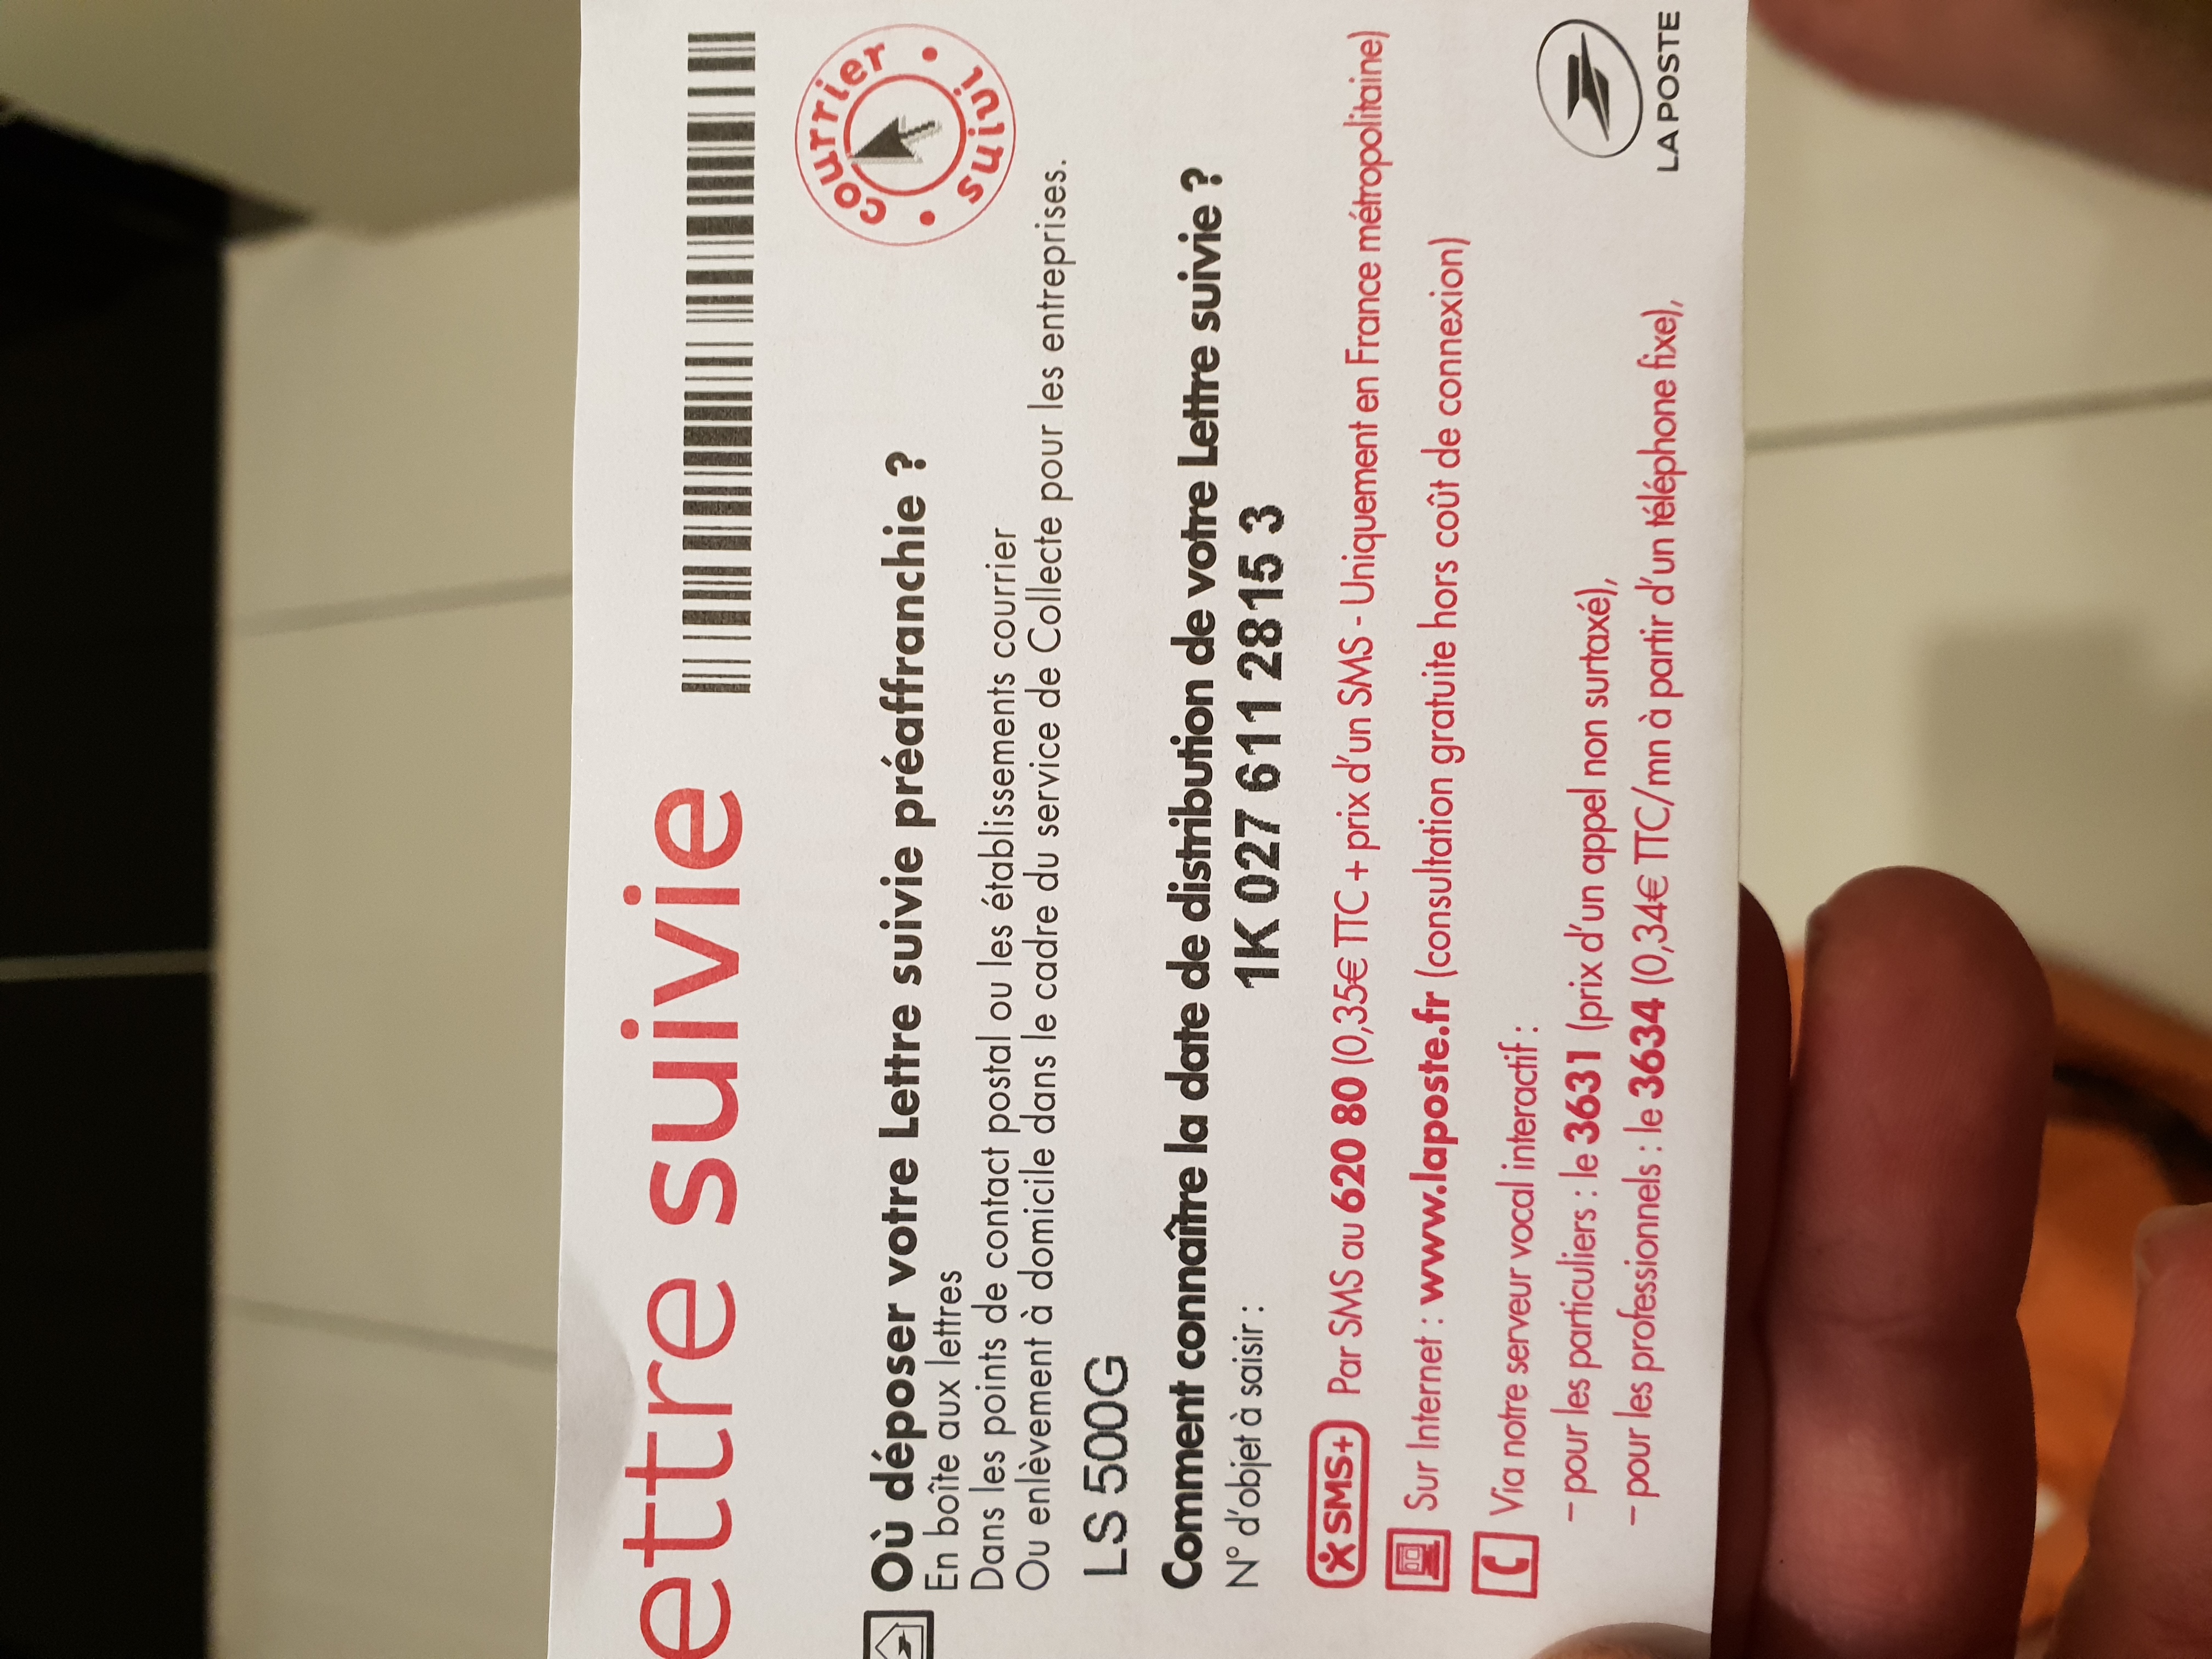 ettre suivie
courrier
suivi
Où déposer votre Lettre suivie préaffranchie ?
En boîte aux lettres
Dans les points de contact postal ou les établissements courrier
Ou enlèvement à domicile dans le cadre du service de Collecte pour les entreprises.
LS 500G
Comment connaître la date de distribution de votre Lettre suivie ?
N° d'objet à saisir :
1K 027 611 2815 3
SMS+ Par SMS au 620 80 (0,35€ TTC + prix d'un SMS - Uniquement en France métropolitaine)
Sur Internet : www.laposte.fr (consultation gratuite hors coût de connexion)
Via notre serveur vocal interactif :
– pour les particuliers : le 3631 (prix d'un appel non surtaxé),
– pour les professionnels : le 3634 (0,34€ TTC/mn à partir d'un téléphone fixe),
LA POSTE